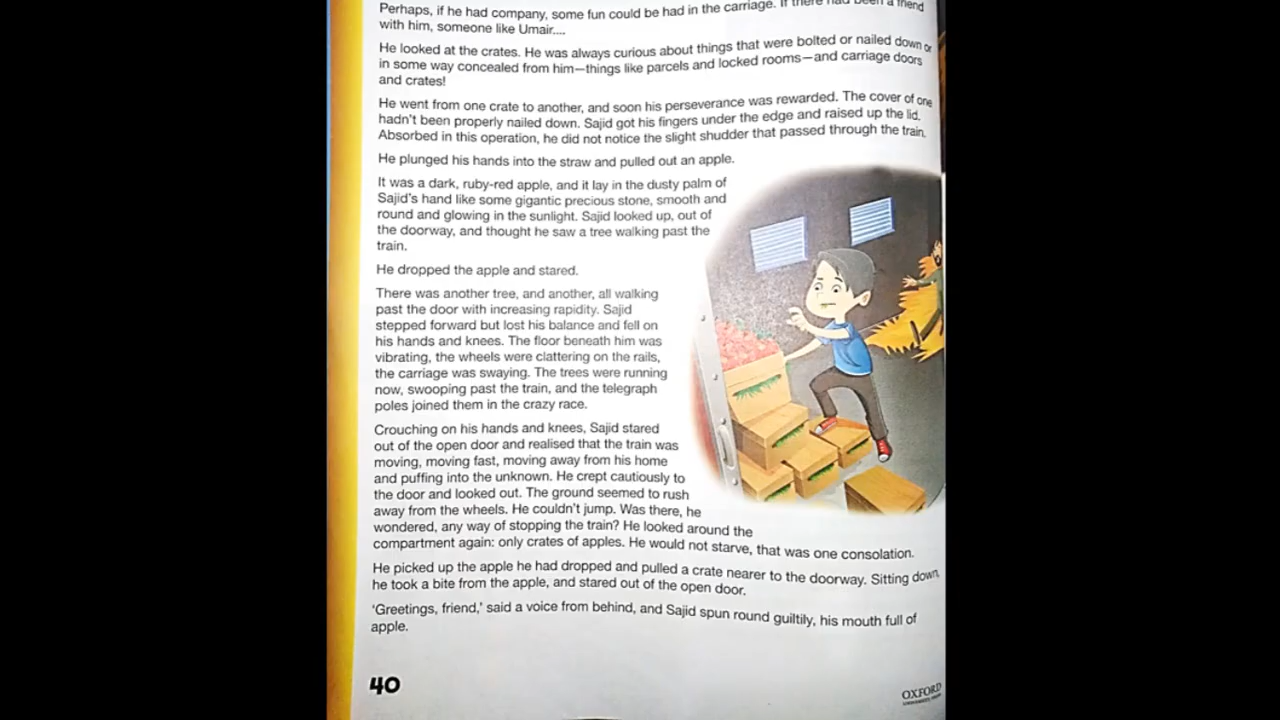 Perhaps, if he had company, some fun could be had in the carriage. If there had been a friend
with him, someone like Umair....
He looked at the crates. He was always curious about things that were bolted or nailed down or
in some way concealed from him—things like parcels and locked rooms—and carriage doors
and crates!
He went from one crate to another, and soon his perseverance was rewarded. The cover of one
hadn't been properly nailed down. Sajid got his fingers under the edge and raised up the lid.
Absorbed in this operation, he did not notice the slight shudder that passed through the train.
He plunged his hands into the straw and pulled out an apple.
It was a dark, ruby-red apple, and it lay in the dusty palm of
Sajid's hand like some gigantic precious stone, smooth and
round and glowing in the sunlight. Sajid looked up, out of
the doorway, and thought he saw a tree walking past the
train.
He dropped the apple and stared.
There was another tree, and another, all walking
past the door with increasing rapidity. Sajid
stepped forward but lost his balance and fell on
his hands and knees. The floor beneath him was
vibrating, the wheels were clattering on the rails,
the carriage was swaying. The trees were running
now, swooping past the train, and the telegraph
poles joined them in the crazy race.
Crouching on his hands and knees, Sajid stared
out of the open door and realised that the train was
moving, moving fast, moving away from his home
and puffing into the unknown. He crept cautiously to
the door and looked out. The ground seemed to rush
away from the wheels. He couldn't jump. Was there, he
wondered, any way of stopping the train? He looked around the
compartment again: only crates of apples. He would not starve, that was one consolation.
He picked up the apple he had dropped and pulled a crate nearer to the doorway. Sitting down,
he took a bite from the apple, and stared out of the open door.
'Greetings, friend,' said a voice from behind, and Sajid spun round guiltily, his mouth full of
apple.
40
OXFORD
UNIVERSITY PRESS